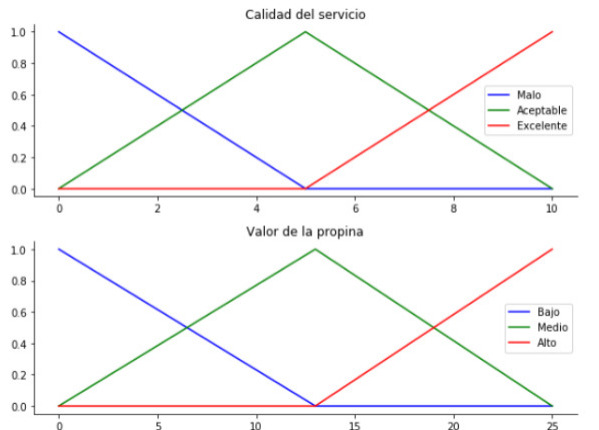 Calidad del servicio
1.0
0.8
0.6
0.4
0.2
0.0
Malo
Aceptable
Excelente
0 2 4 6 8 10
Valor de la propina
1.0
0.8
0.6
0.4
0.2
0.0
Bajo
Medio
Alto
0 5 10 15 20 25